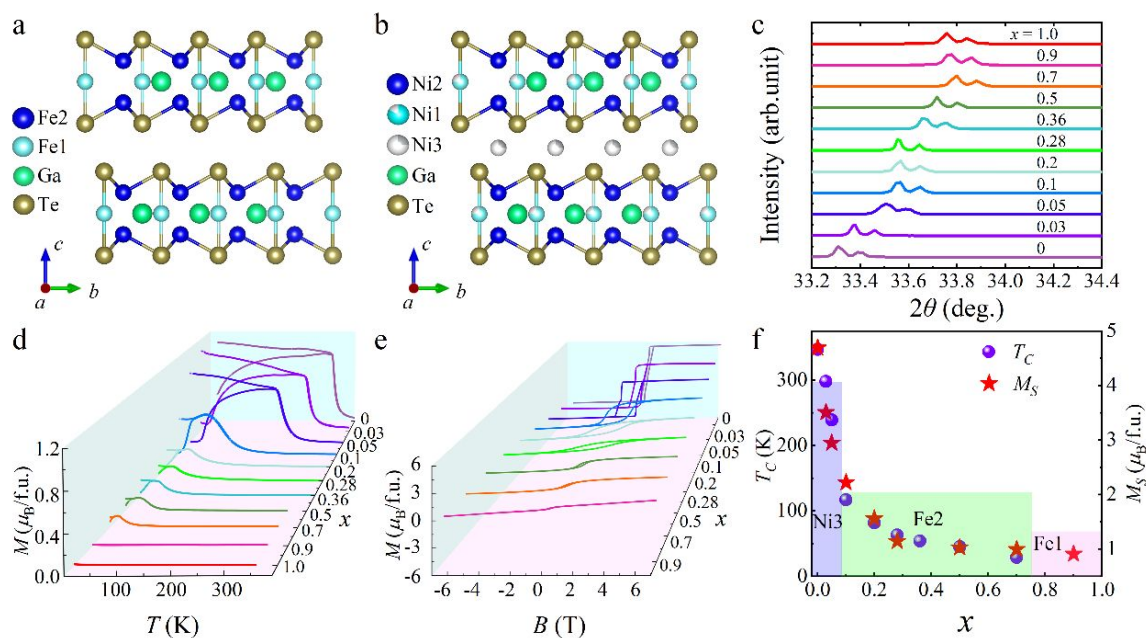 a
Fe2
Fe1
Ga
Te
c
a
b
b
Ni2
Ni1
Ni3
Ga
Te
c
a
b
c
Intensity (arb.unit)
x = 1.0
0.9
0.7
0.5
0.36
0.28
0.2
0.1
0.05
0.03
0
33.2 33.6 33.8 34.0 34.2 34.4
2θ (deg.)
d
M (μB/f.u.)
1.2
0.8
0.4
0.0
100 200 300
T (K)
0
0.03
0.05
0.1
0.2
0.28
0.36
0.5
0.7
0.9
1.0
x
e
M (μB/f.u.)
6
3
0
-3
-6
-6 -4 -2 0 2 4 6
B (T)
0
0.03
0.05
0.1
0.2
0.28
0.5
0.7
0.9
x
f
TC (K)
300
200
100
0
TC
MS
Ni3
Fe2
Fe1
5
4
3
2
1
MS (μB/f.u.)
0.0 0.2 0.4 0.6 0.8 1.0
x